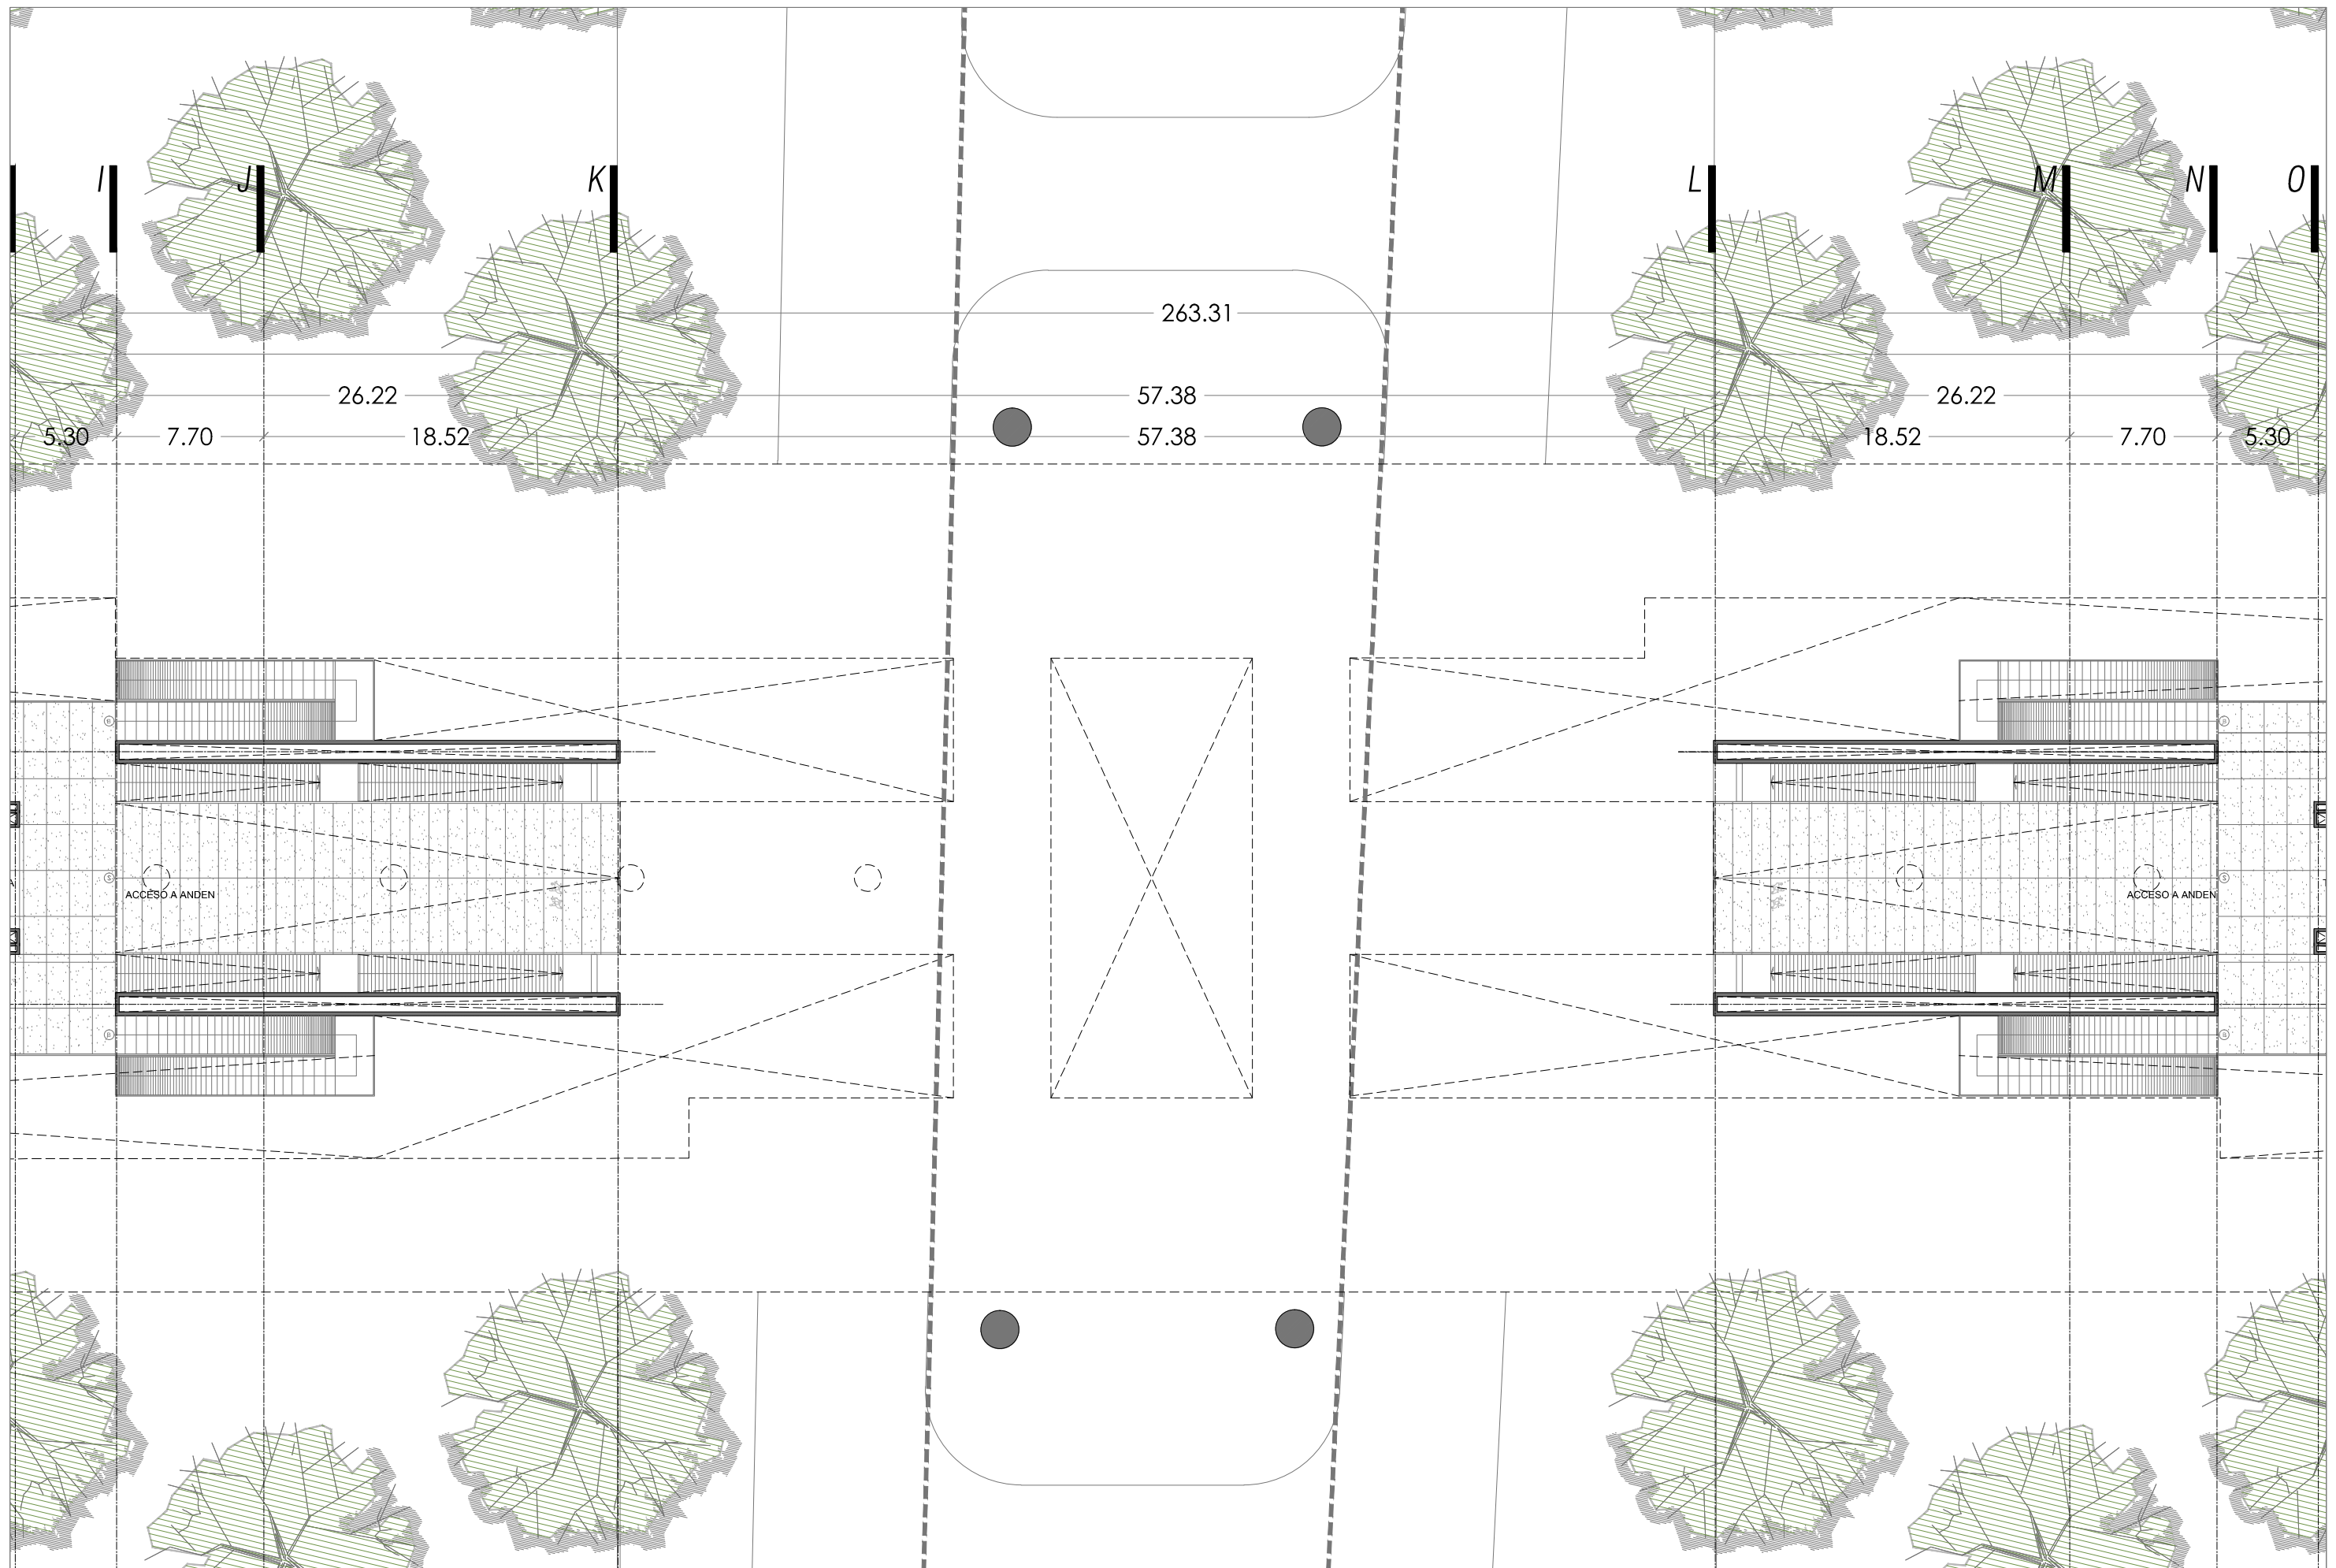 I J K L M N O
263.31
26.22 57.38 26.22
5.30 7.70 18.52 57.38 18.52 7.70 5.30
B B
S S
ACCESO A ANDEN ACCESO A ANDEN
B B